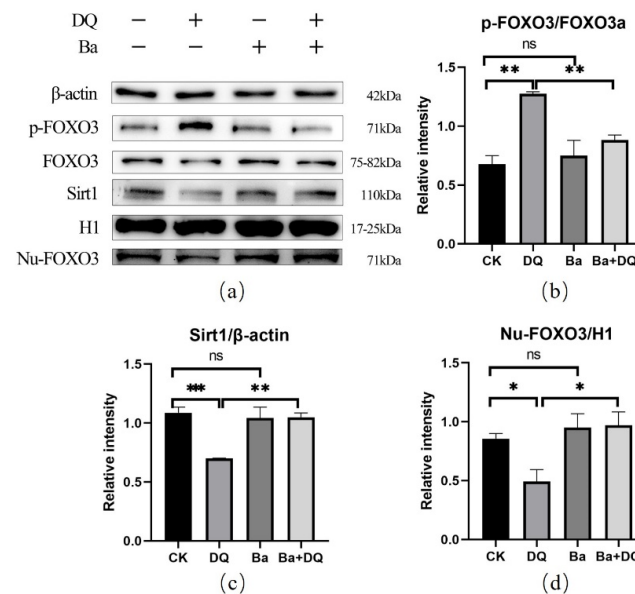 DQ − + − +
Ba − − + +
β-actin 42kDa
p-FOXO3 71kDa
FOXO3 75-82kDa
Sirt1 110kDa
H1 17-25kDa
Nu-FOXO3 71kDa
(a)
p-FOXO3/FOXO3a
ns
** **
Relative intensity
1.5
1.0
0.5
0.0
CK DQ Ba Ba+DQ
(b)
Sirt1/β-actin
ns
*** **
Relative intensity
1.5
1.0
0.5
0.0
CK DQ Ba Ba+DQ
(c)
Nu-FOXO3/H1
ns
* *
Relative intensity
1.5
1.0
0.5
0.0
CK DQ Ba Ba+DQ
(d)